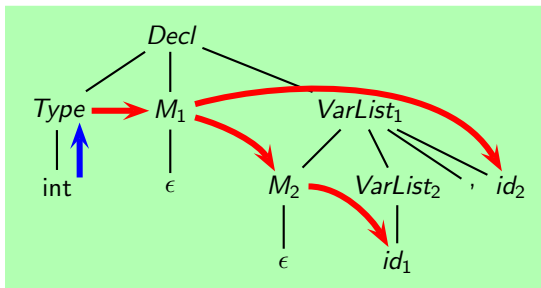 Decl
Type M₁ VarList₁
int ϵ M₂ VarList₂ , id₂
ϵ id₁